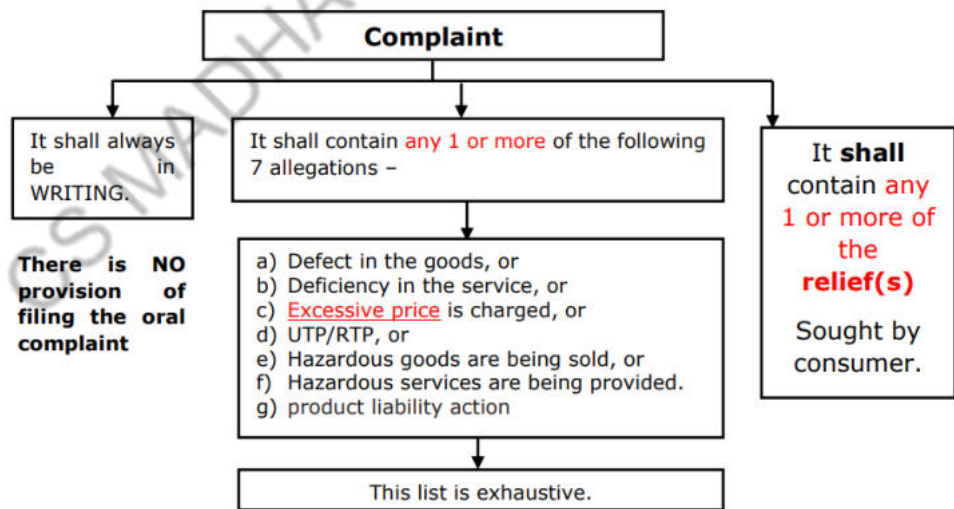 Complaint
It shall always
be in
WRITING.
There is NO
provision of
filing the oral
complaint
It shall contain any 1 or more of the following
7 allegations –
a) Defect in the goods, or
b) Deficiency in the service, or
c) Excessive price is charged, or
d) UTP/RTP, or
e) Hazardous goods are being sold, or
f) Hazardous services are being provided.
g) product liability action
This list is exhaustive.
It shall
contain any
1 or more of
the
relief(s)
Sought by
consumer.
CS MADHA